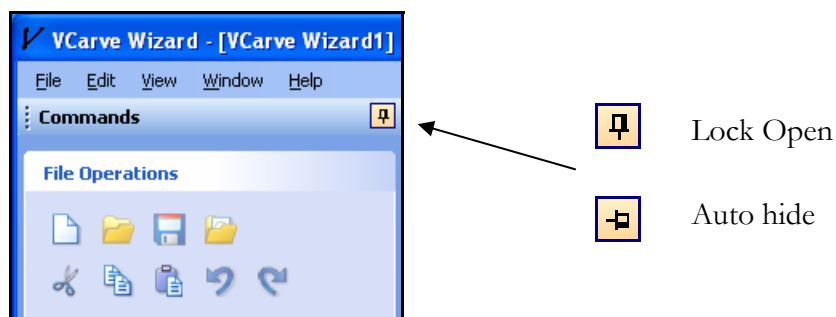 VCarve Wizard - [VCarve Wizard1]
File Edit View Window Help
Commands
File Operations
Lock Open
Auto hide